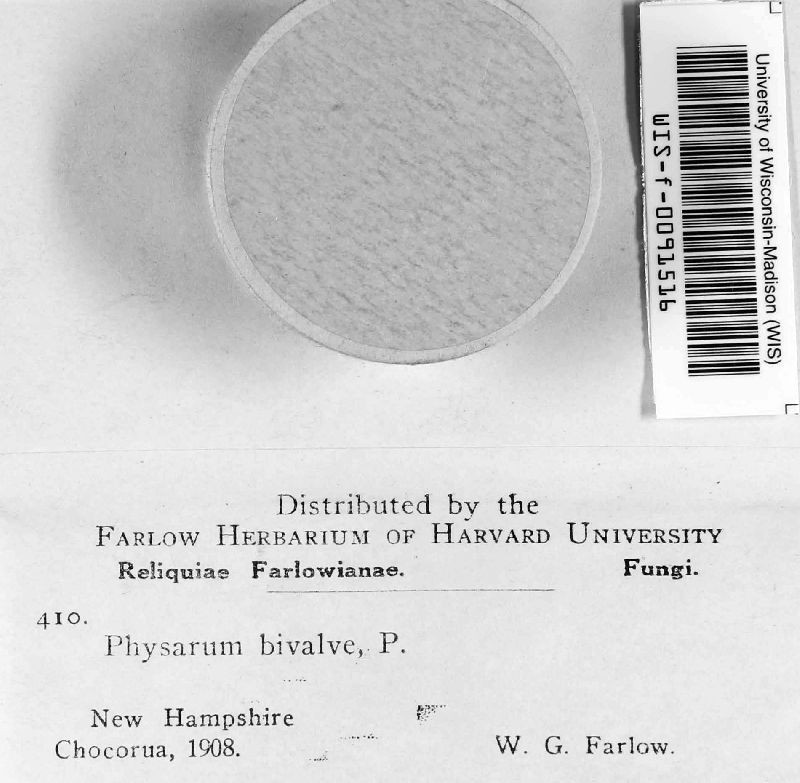 University of Wisconsin-Madison (WIS)
WIS-f-0091516
Distributed by the
FARLOW HERBARIUM OF HARVARD UNIVERSITY
Reliquiae Farlowianae. Fungi.
410.
Physarum bivalve, P.
New Hampshire
Chocorua, 1908. W. G. Farlow.